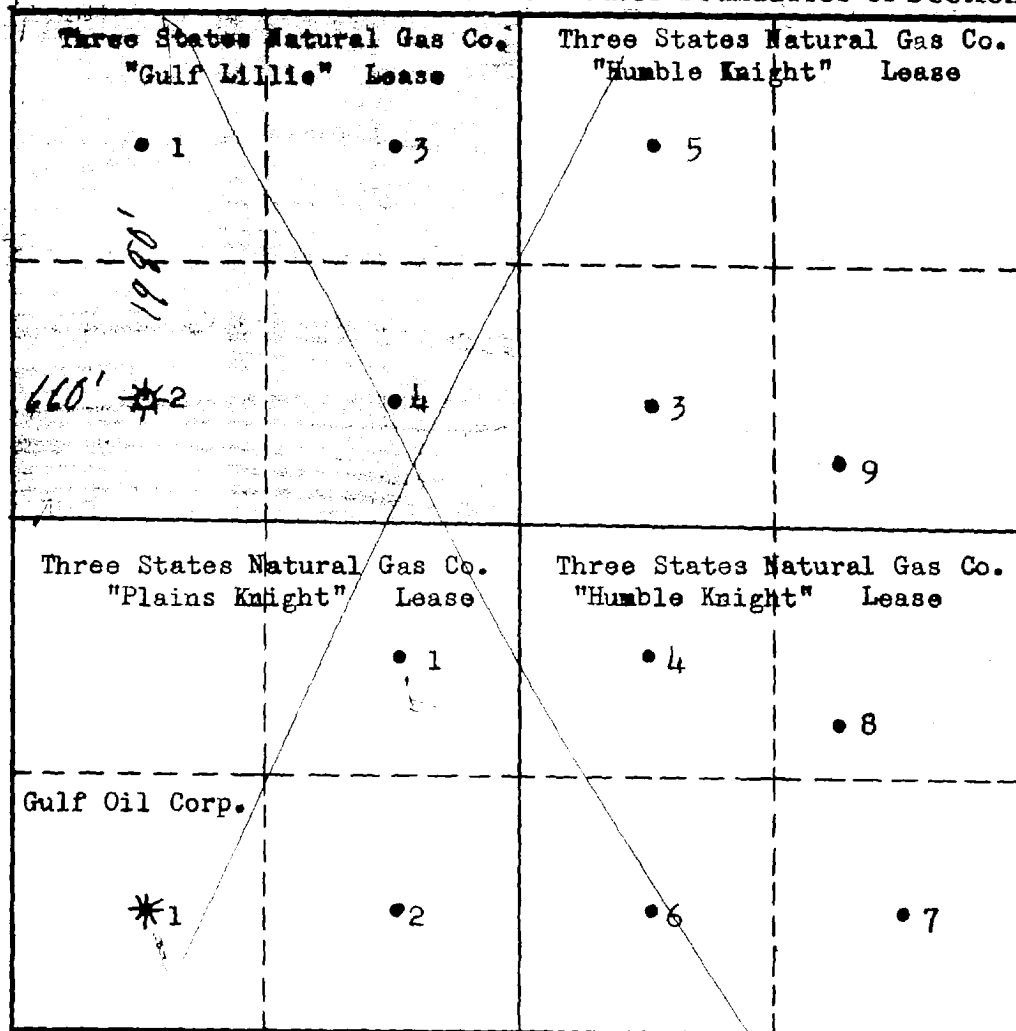 Three States Natural Gas Co.
"Gulf Lillie" Lease
1
3
1980'
660'
2
4
Three States Natural Gas Co.
"Humble Knight" Lease
5
3
9
Three States Natural Gas Co.
"Plains Knight" Lease
1
Gulf Oil Corp.
1
2
Three States Natural Gas Co.
"Humble Knight" Lease
4
8
6
7